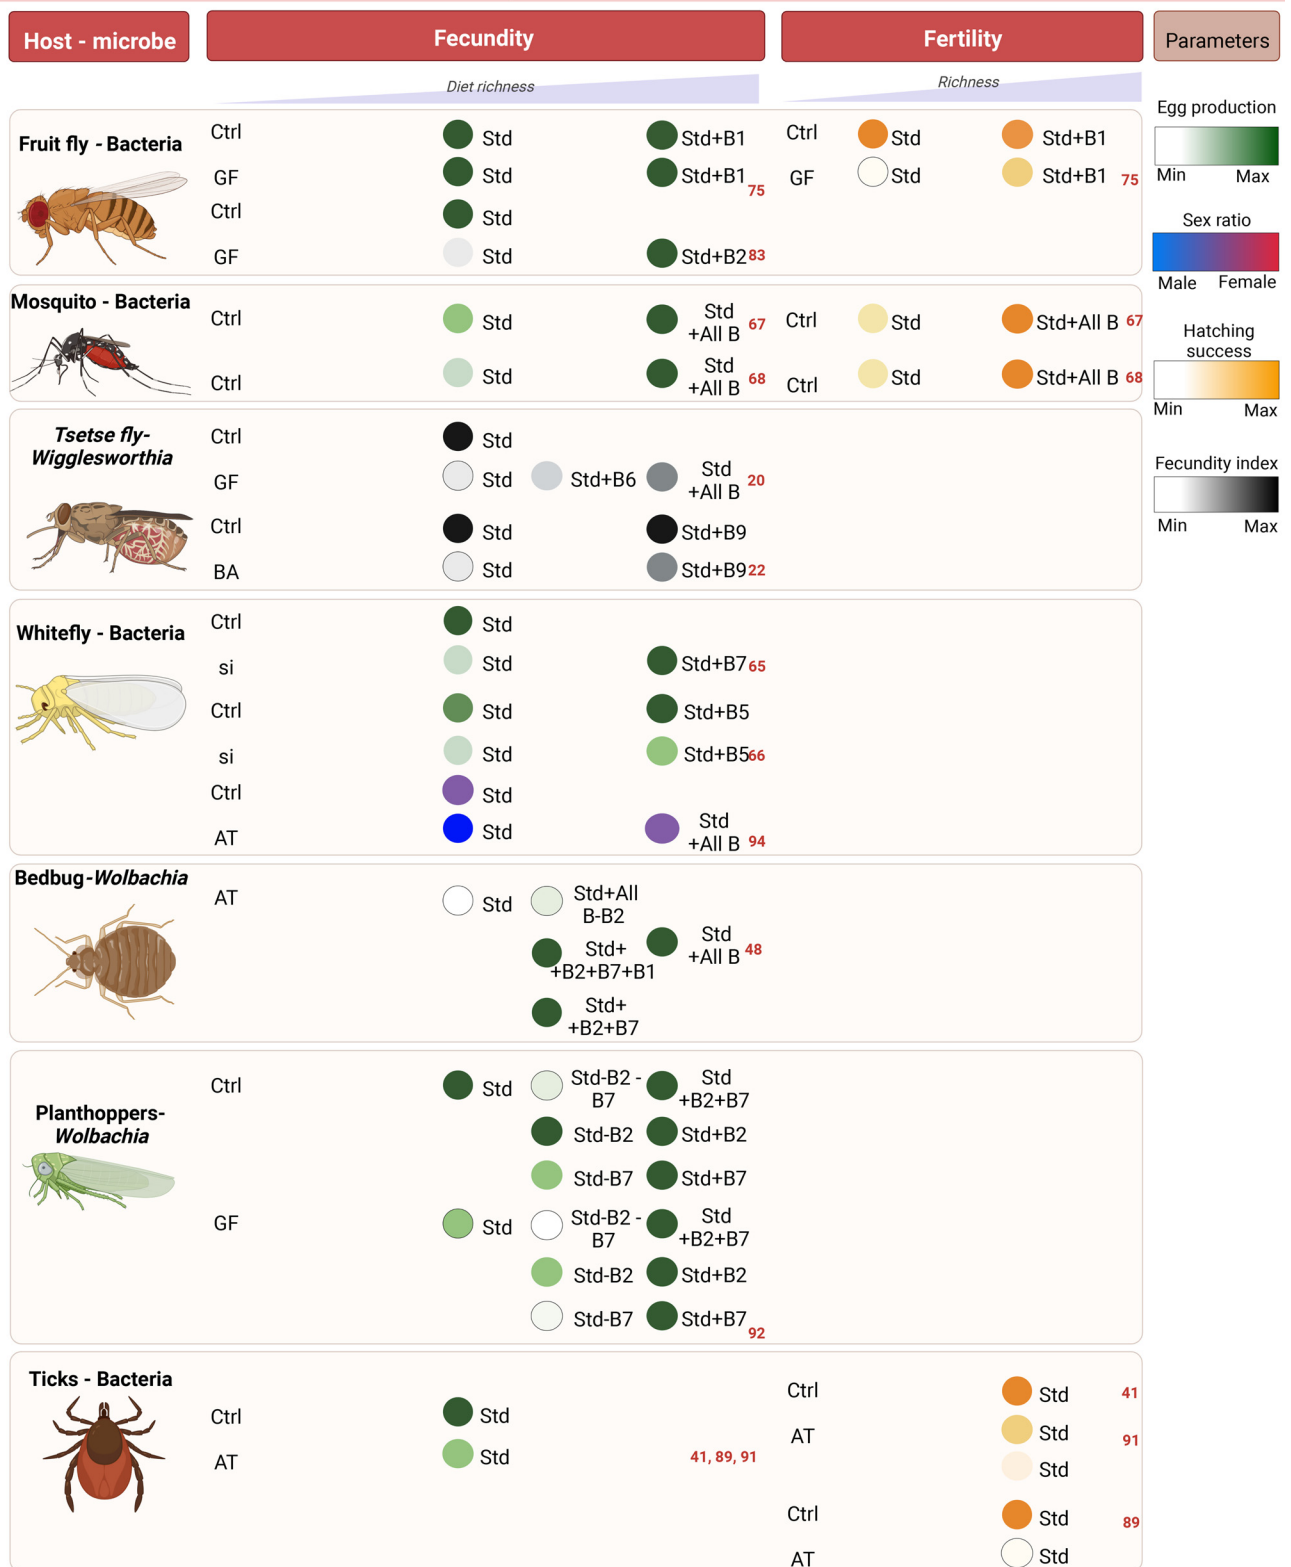 Host - microbe
Fecundity
Fertility
Parameters
Diet richness
Richness
Egg production
Min Max
Sex ratio
Male Female
Hatching
success
Min Max
Fecundity index
Min Max
Fruit fly - Bacteria
Ctrl Std Std+B1 Ctrl Std Std+B1
GF Std Std+B1 75 GF Std Std+B1 75
Ctrl Std
GF Std Std+B2 83
Mosquito - Bacteria
Ctrl Std Std
+All B 67 Ctrl Std Std+All B 67
Ctrl Std Std
+All B 68 Ctrl Std Std+All B 68
Tsetse fly-
Wigglesworthia
Ctrl Std
GF Std Std+B6 Std
+All B 20
Ctrl Std Std+B9
BA Std Std+B9 22
Whitefly - Bacteria
Ctrl Std
si Std Std+B7 65
Ctrl Std Std+B5
si Std Std+B5 66
Ctrl Std
AT Std Std
+All B 94
Bedbug-Wolbachia
AT Std Std+All
B-B2
Std+
+B2+B7+B1
Std
+All B 48
Std+
+B2+B7
Planthoppers-
Wolbachia
Ctrl Std Std-B2 -
B7
Std
+B2+B7
Std-B2 Std+B2
Std-B7 Std+B7
GF Std Std-B2 -
B7
Std
+B2+B7
Std-B2 Std+B2
Std-B7 Std+B7 92
Ticks - Bacteria
Ctrl Std
AT Std 41, 89, 91
Ctrl Std 41
AT Std 91
Std
Ctrl Std 89
AT Std